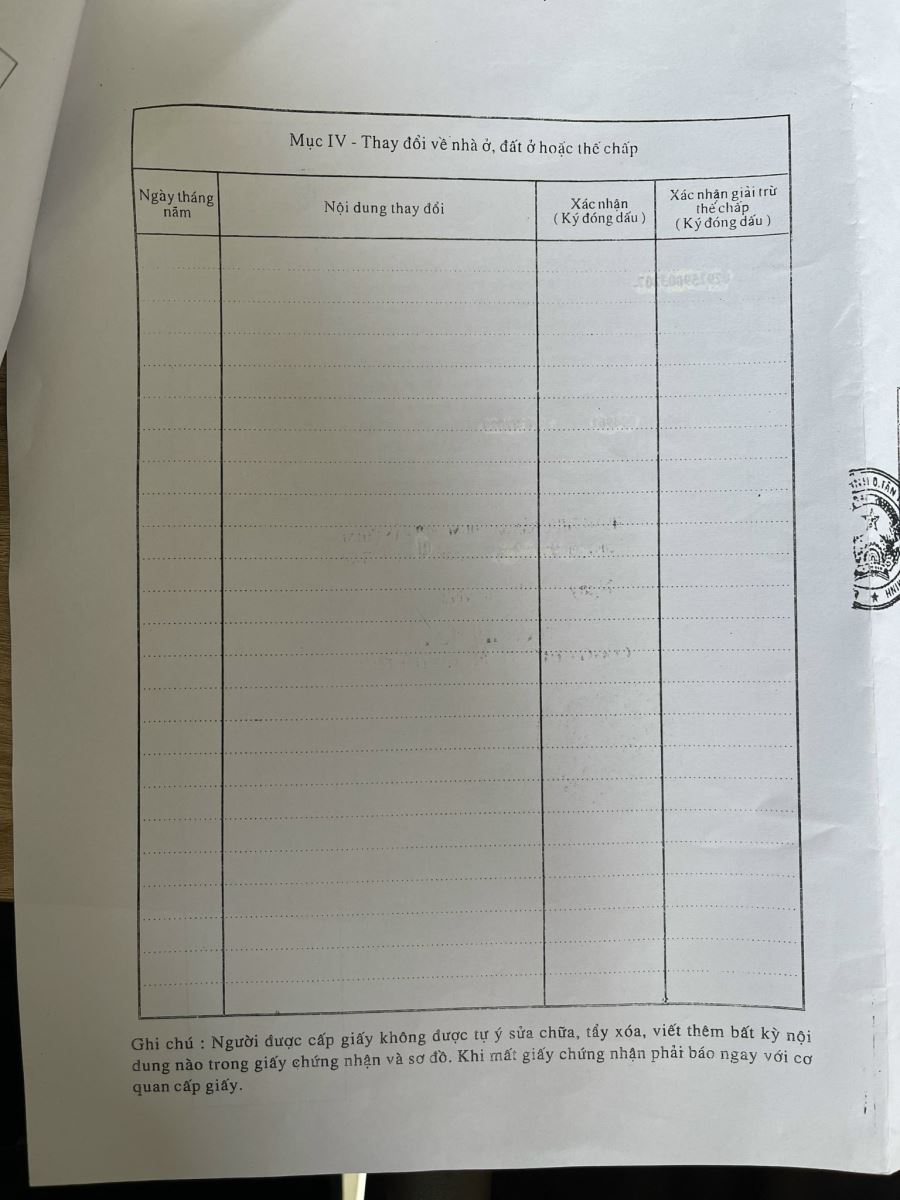 Mục IV - Thay đổi về nhà ở, đất ở hoặc thế chấp
Ngày tháng
năm
Nội dung thay đổi
Xác nhận
( Ký đóng dấu )
Xác nhận giải trừ
thế chấp
( Ký đóng dấu )
Q.TÂN
Ghi chú : Người được cấp giấy không được tự ý sửa chữa, tẩy xóa, viết thêm bất kỳ nội
dung nào trong giấy chứng nhận và sơ đồ. Khi mất giấy chứng nhận phải báo ngay với cơ
quan cấp giấy.